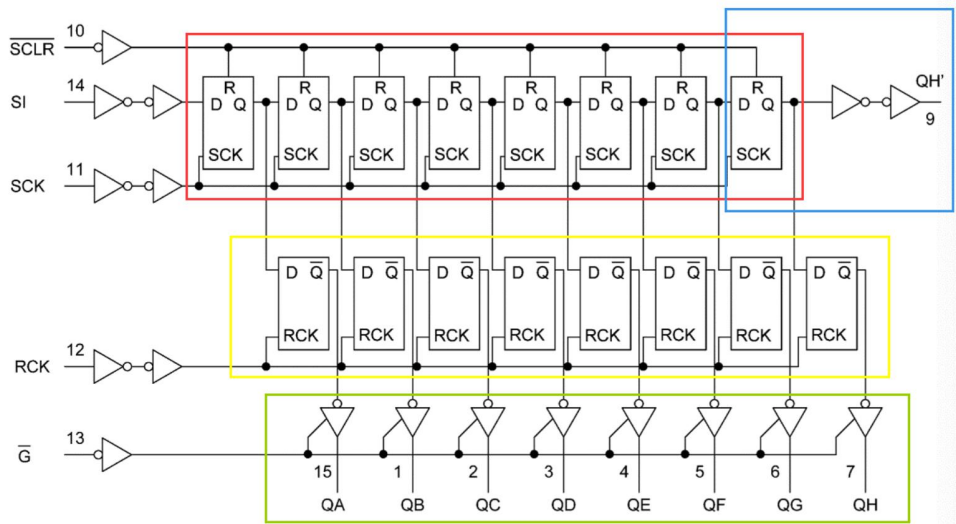 SCLR 10
R R R R R R R R
SI 14
D Q D Q D Q D Q D Q D Q D Q D Q
QH'
9
SCK SCK SCK SCK SCK SCK SCK SCK
SCK 11
D Q̅ D Q̅ D Q̅ D Q̅ D Q̅ D Q̅ D Q̅ D Q̅
RCK RCK RCK RCK RCK RCK RCK RCK
RCK 12
G̅ 13
15 1 2 3 4 5 6 7
QA QB QC QD QE QF QG QH